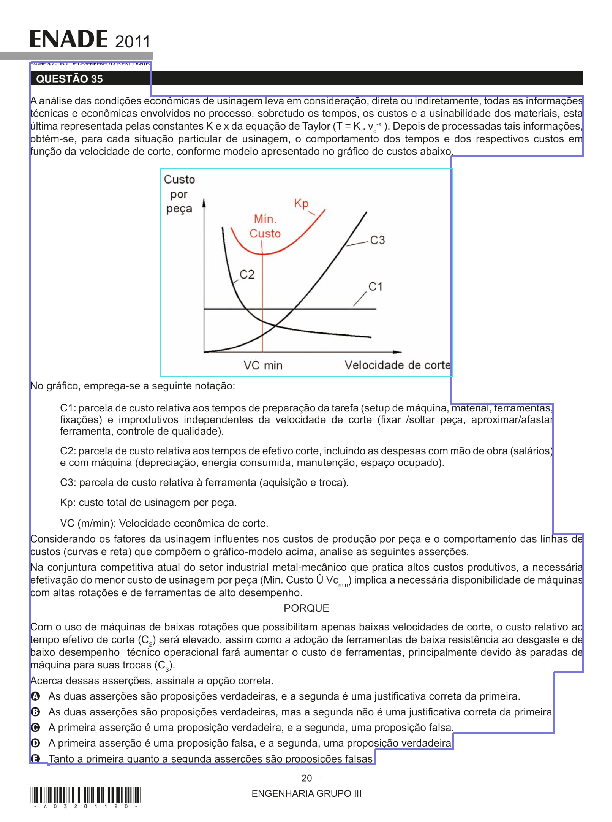 ENADE 2011
QUESTÃO 35
A análise das condições econômicas de usinagem leva em consideração, direta ou indiretamente, todas as informações
técnicas e econômicas envolvidos no processo, sobretudo os tempos, os custos e a usinabilidade dos materiais, esta
última representada pelas constantes K e x da equação de Taylor (T = K . v ). Depois de processadas tais informações,
obtém-se, para cada situação particular de usinagem, o comportamento dos tempos e dos respectivos custos em
função da velocidade de corte, conforme modelo apresentado no gráfico de custos abaixo.
Custo
por
peça
Kp
Min.
Custo
C3
C2
C1
VC min
Velocidade de corte
No gráfico, emprega-se a seguinte notação:
C1: parcela de custo relativa aos tempos de preparação da tarefa (setup de máquina, material, ferramentas,
fixações) e improdutivos independentes da velocidade de corte (fixar /soltar peça, aproximar/afastar
ferramenta, controle de qualidade).
C2: parcela de custo relativa aos tempos de efetivo corte, incluindo as despesas com mão de obra (salários)
e com máquina (depreciação, energia consumida, manutenção, espaço ocupado).
C3: parcela de custo relativa à ferramenta (aquisição e troca).
Kp: custo total de usinagem por peça.
VC (m/min): Velocidade econômica de corte.
Considerando os fatores da usinagem influentes nos custos de produção por peça e o comportamento das linhas de
custos (curvas e reta) que compõem o gráfico-modelo acima, analise as seguintes asserções.
Na conjuntura competitiva atual do setor industrial metal-mecânico que pratica altos custos produtivos, a necessária
efetivação do menor custo de usinagem por peça (Min. Custo Û Vcmin) implica a necessária disponibilidade de máquinas
com altas rotações e de ferramentas de alto desempenho.
PORQUE
Com o uso de máquinas de baixas rotações que possibilitam apenas baixas velocidades de corte, o custo relativo ao
tempo efetivo de corte (C2) será elevado, assim como a adoção de ferramentas de baixa resistência ao desgaste e de
baixo desempenho técnico operacional fará aumentar o custo de ferramentas, principalmente devido às paradas de
máquina para suas trocas (C3).
Acerca dessas asserções, assinale a opção correta.
A As duas asserções são proposições verdadeiras, e a segunda é uma justificativa correta da primeira.
B As duas asserções são proposições verdadeiras, mas a segunda não é uma justificativa correta da primeira.
C A primeira asserção é uma proposição verdadeira, e a segunda, uma proposição falsa.
D A primeira asserção é uma proposição falsa, e a segunda, uma proposição verdadeira.
E Tanto a primeira quanto a segunda asserções são proposições falsas.
20
ENGENHARIA GRUPO III